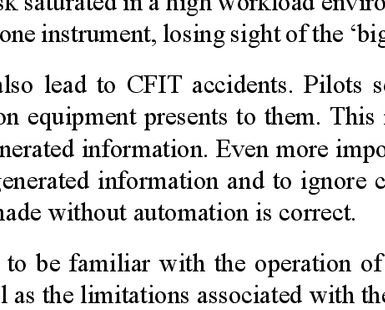 sk saturated in a high workload enviro
one instrument, losing sight of the ‘big
also lead to CFIT accidents. Pilots s
on equipment presents to them. This
nerated information. Even more impo
generated information and to ignore c
made without automation is correct.
to be familiar with the operation of
l as the limitations associated with the